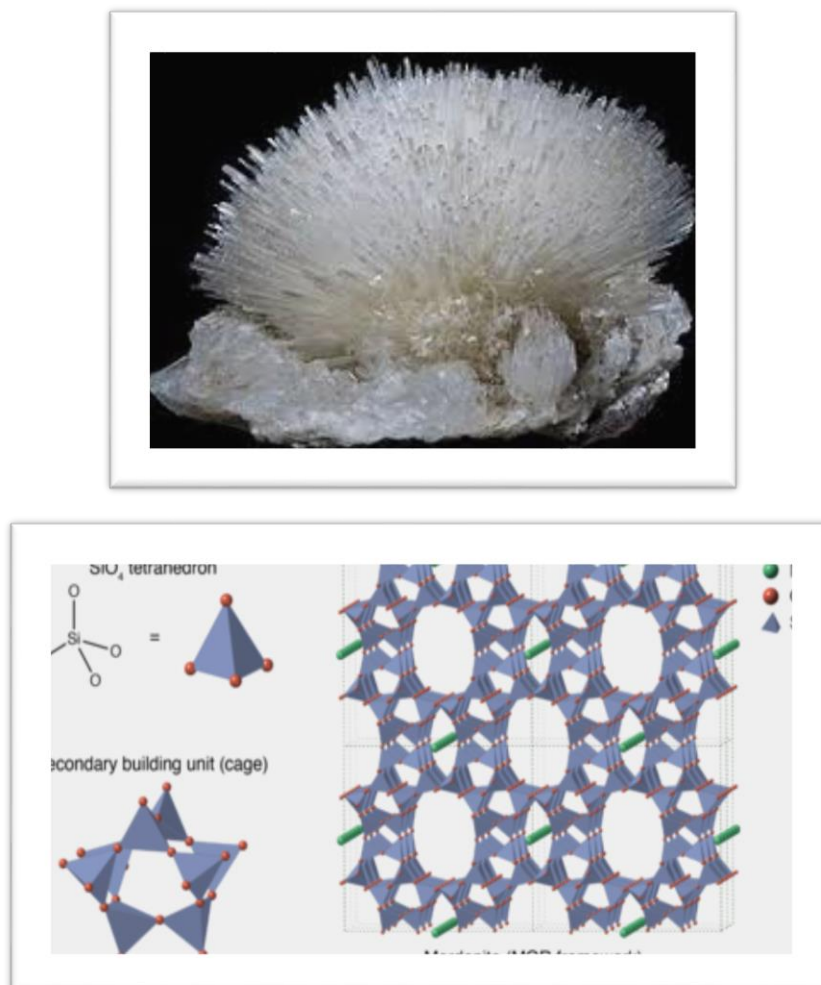 SiO₄ tetrahedron
O
Si
O
=
O
econdary building unit (cage)